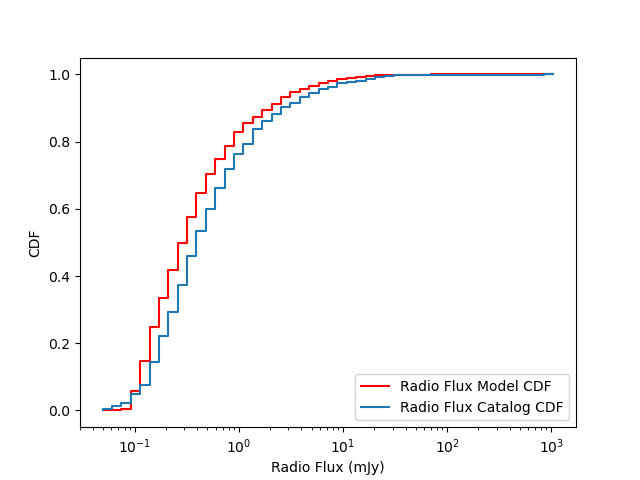 1.0
0.8
0.6
0.4
0.2
0.0
CDF
10⁻¹ 10⁰ 10¹ 10² 10³
Radio Flux (mJy)
Radio Flux Model CDF
Radio Flux Catalog CDF